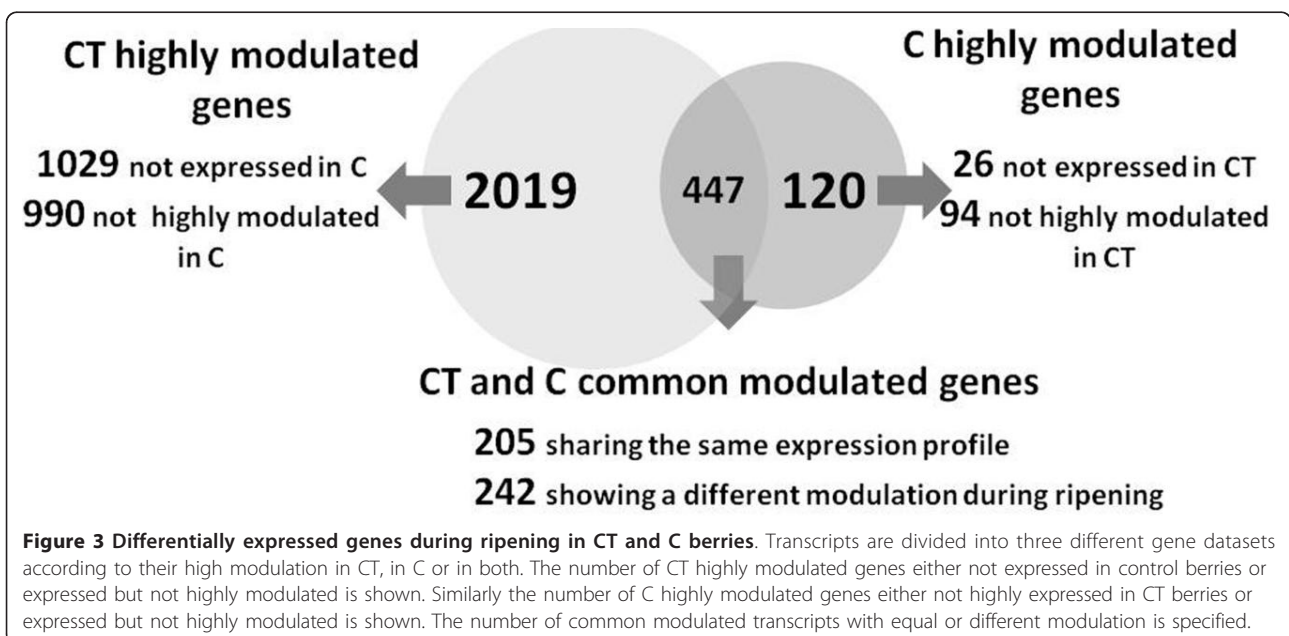 CT highly modulated
genes
1029 not expressed in C
990 not highly modulated
in C
2019
447
120
C highly modulated
genes
26 not expressed in CT
94 not highly modulated
in CT
CT and C common modulated genes
205 sharing the same expression profile
242 showing a different modulation during ripening
Figure 3 Differentially expressed genes during ripening in CT and C berries. Transcripts are divided into three different gene datasets
according to their high modulation in CT, in C or in both. The number of CT highly modulated genes either not expressed in control berries or
expressed but not highly modulated is shown. Similarly the number of C highly modulated genes either not highly expressed in CT berries or
expressed but not highly modulated is shown. The number of common modulated transcripts with equal or different modulation is specified.